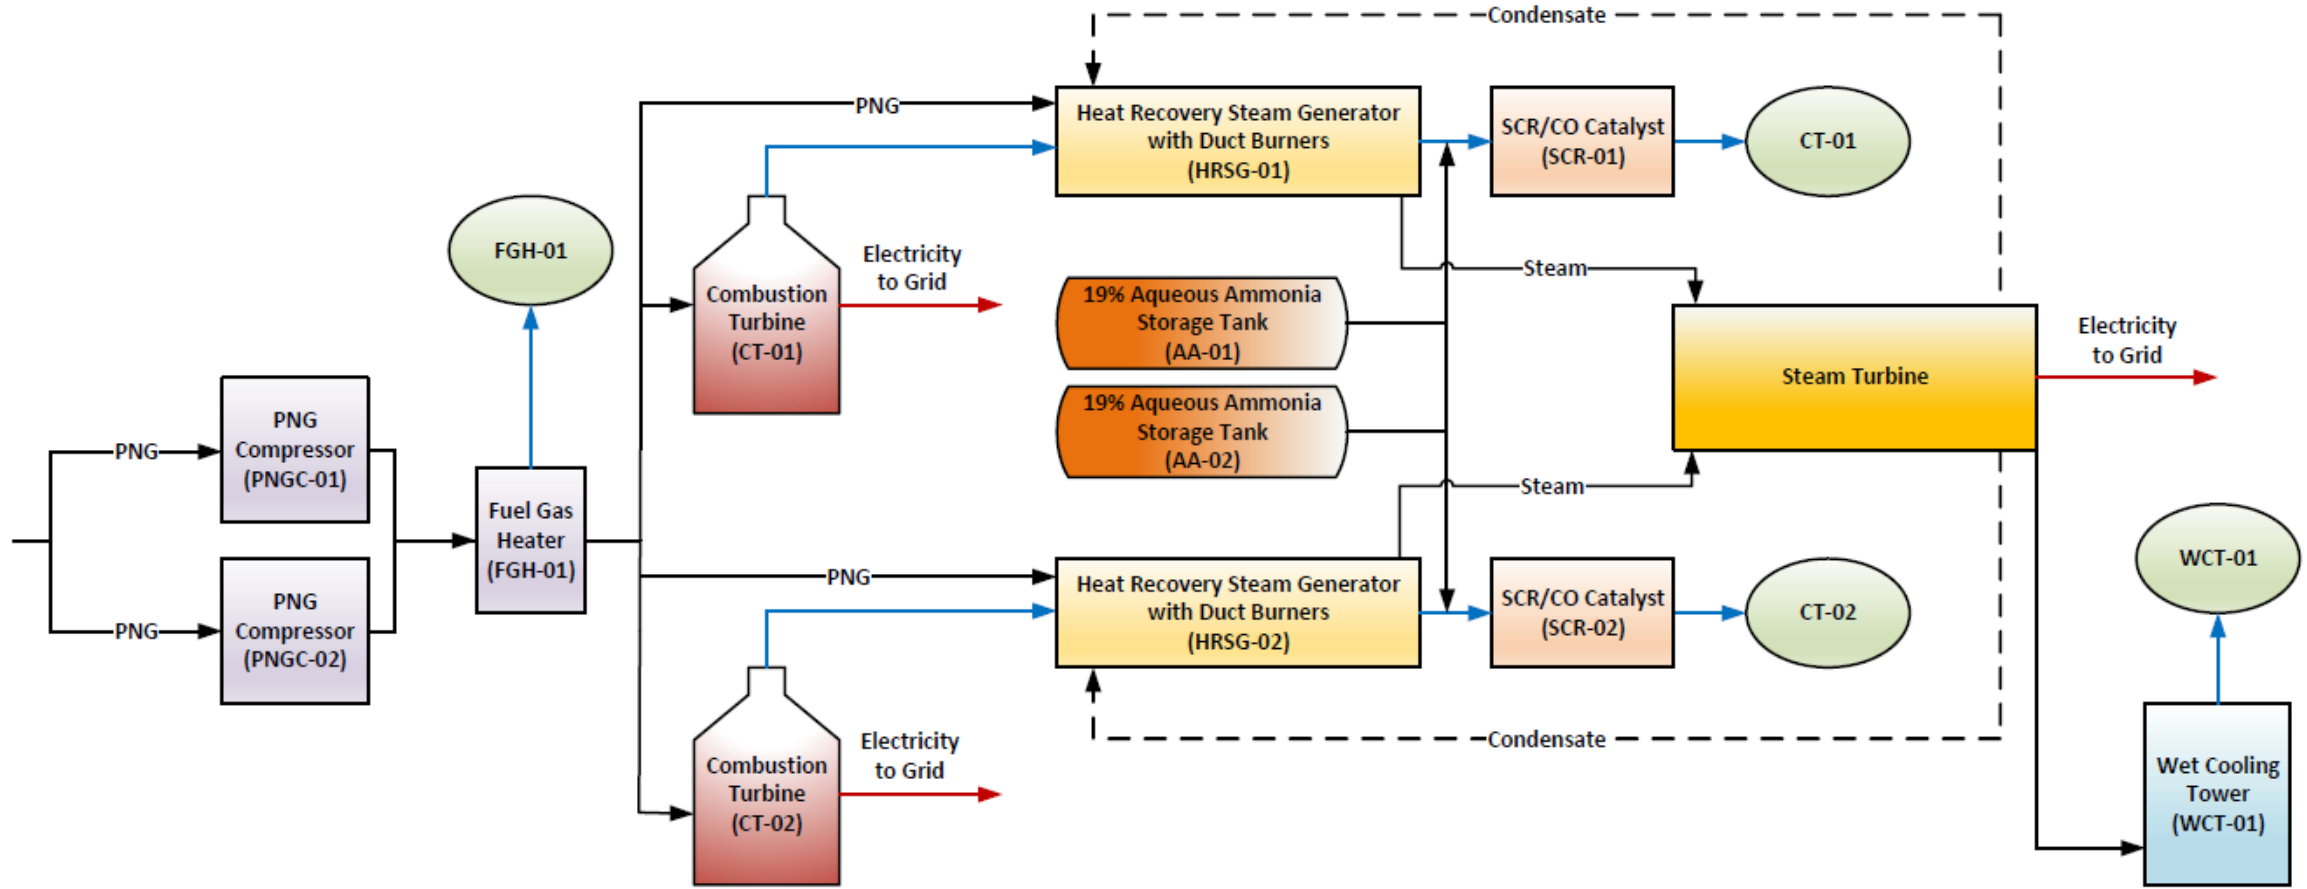 Condensate
PNG
Heat Recovery Steam Generator
with Duct Burners
(HRSG-01)
SCR/CO Catalyst
(SCR-01)
CT-01
FGH-01
Electricity
to Grid
Combustion
Turbine
(CT-01)
Steam
19% Aqueous Ammonia
Storage Tank
(AA-01)
Electricity
to Grid
Steam Turbine
PNG
PNG
Compressor
(PNGC-01)
19% Aqueous Ammonia
Storage Tank
(AA-02)
Steam
Fuel Gas
Heater
(FGH-01)
PNG
PNG
Compressor
(PNGC-02)
PNG
Heat Recovery Steam Generator
with Duct Burners
(HRSG-02)
SCR/CO Catalyst
(SCR-02)
CT-02
WCT-01
Electricity
to Grid
Combustion
Turbine
(CT-02)
Condensate
Wet Cooling
Tower
(WCT-01)